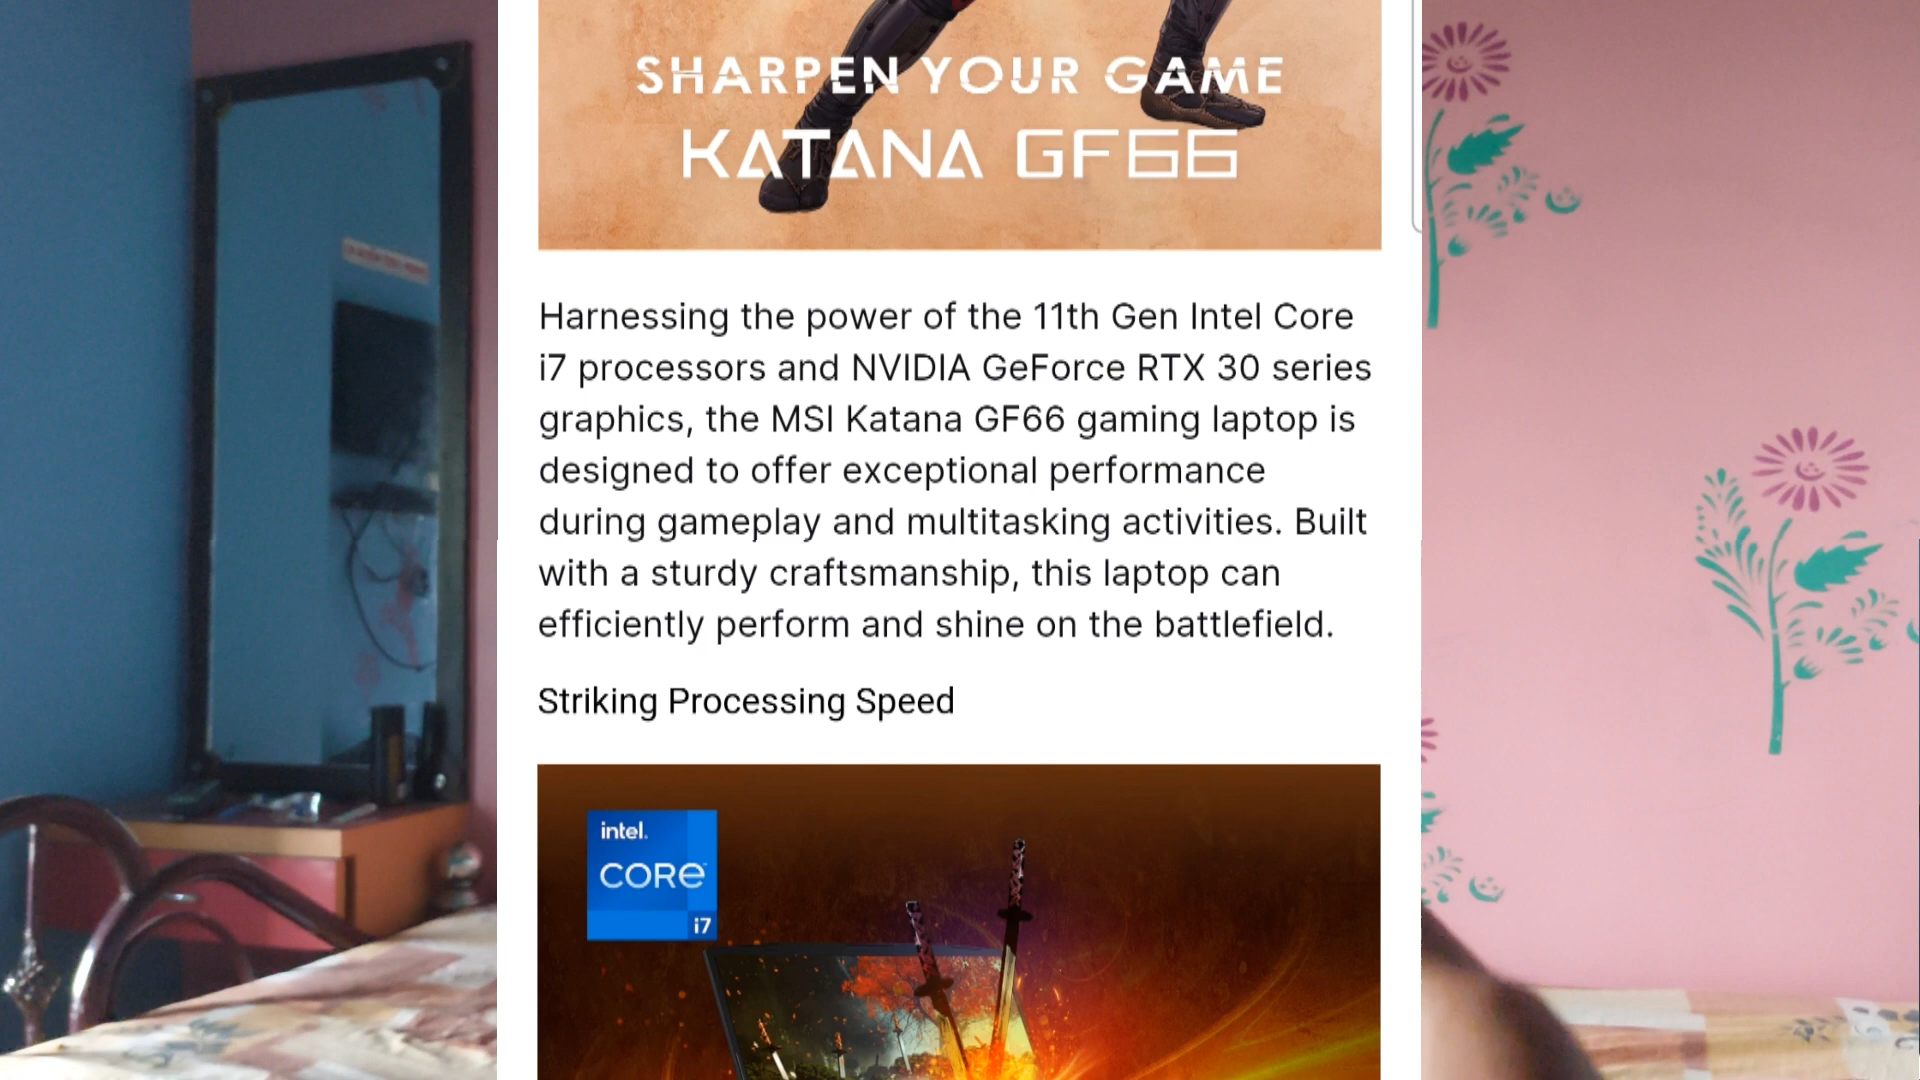 SHARPEN YOUR GAME
KATANA GF66
Harnessing the power of the 11th Gen Intel Core
i7 processors and NVIDIA GeForce RTX 30 series
graphics, the MSI Katana GF66 gaming laptop is
designed to offer exceptional performance
during gameplay and multitasking activities. Built
with a sturdy craftsmanship, this laptop can
efficiently perform and shine on the battlefield.
Striking Processing Speed
intel.
CORe™
i7